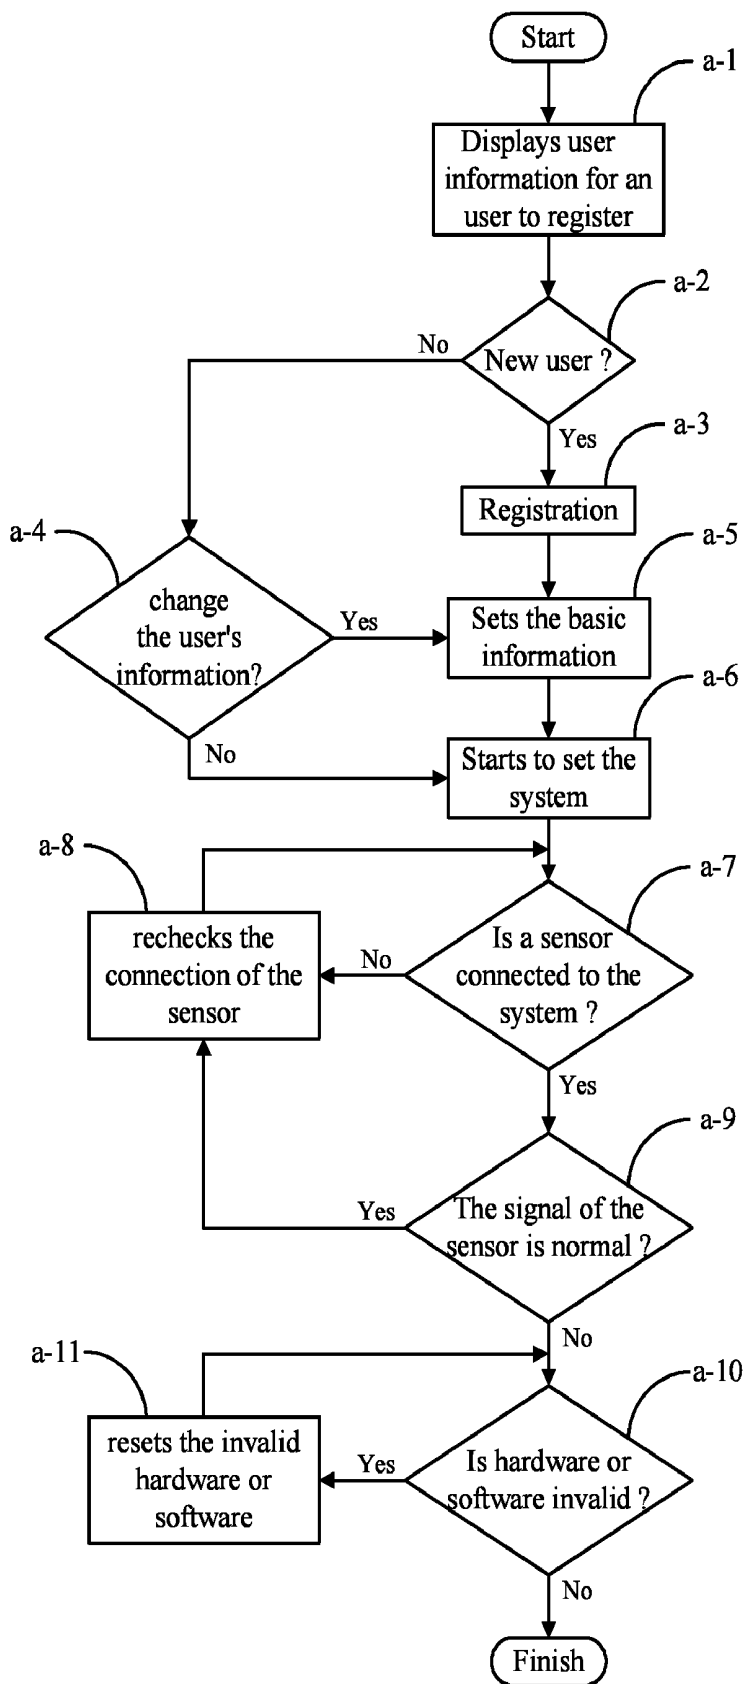 Start
a-1
Displays user
information for an
user to register
a-2
New user ?
No
Yes
a-3
Registration
a-4
change
the user's
information?
Yes
No
a-5
Sets the basic
information
a-6
Starts to set the
system
a-8
rechecks the
connection of the
sensor
a-7
Is a sensor
connected to the
system ?
No
Yes
a-9
The signal of the
sensor is normal ?
Yes
No
a-11
resets the invalid
hardware or
software
a-10
Is hardware or
software invalid ?
Yes
No
Finish